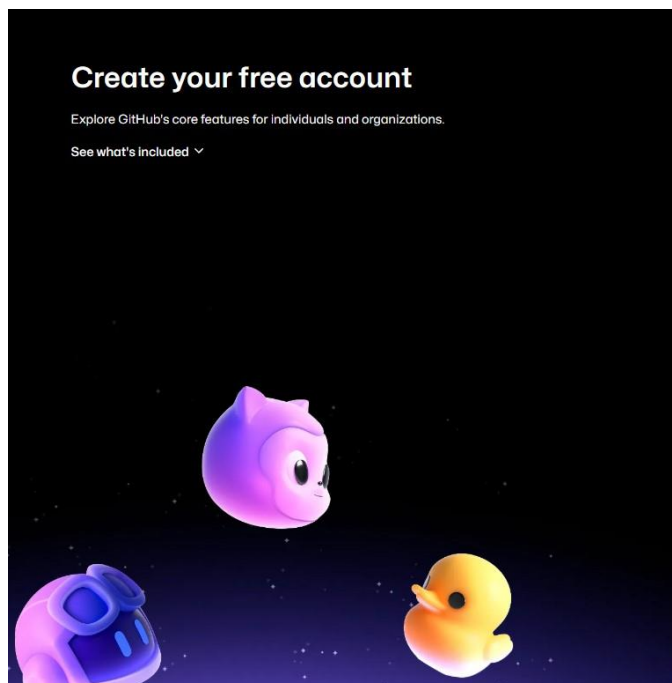 Create your free account
Explore GitHub's core features for individuals and organizations.
See what's included